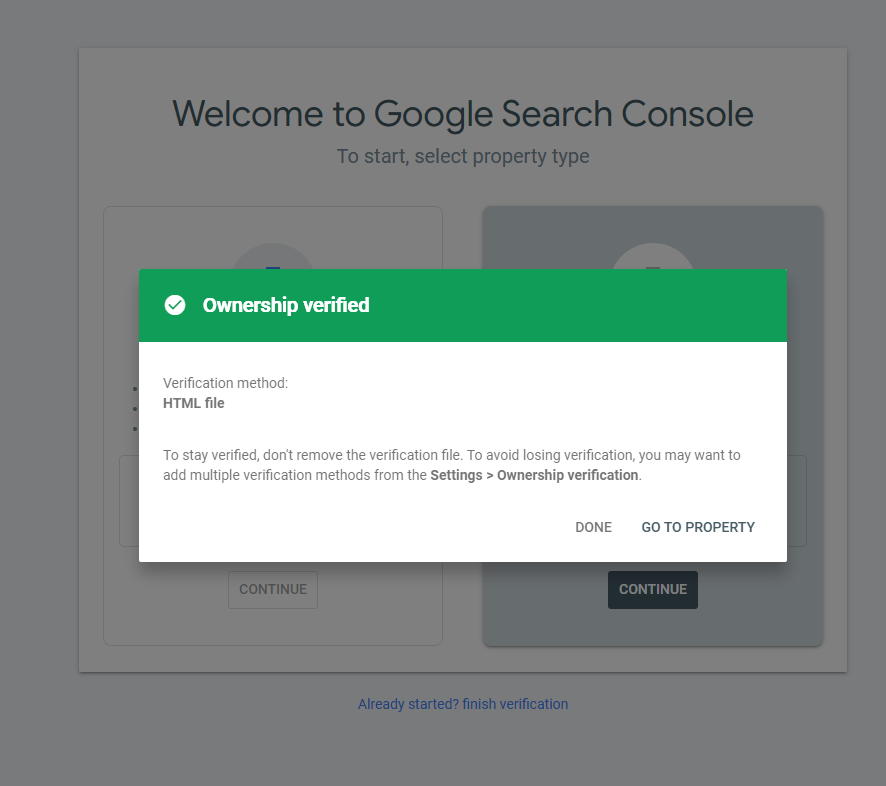 Welcome to Google Search Console
To start, select property type
Ownership verified
Verification method:
HTML file
To stay verified, don't remove the verification file. To avoid losing verification, you may want to
add multiple verification methods from the Settings > Ownership verification.
DONE GO TO PROPERTY
CONTINUE CONTINUE
Already started? finish verification